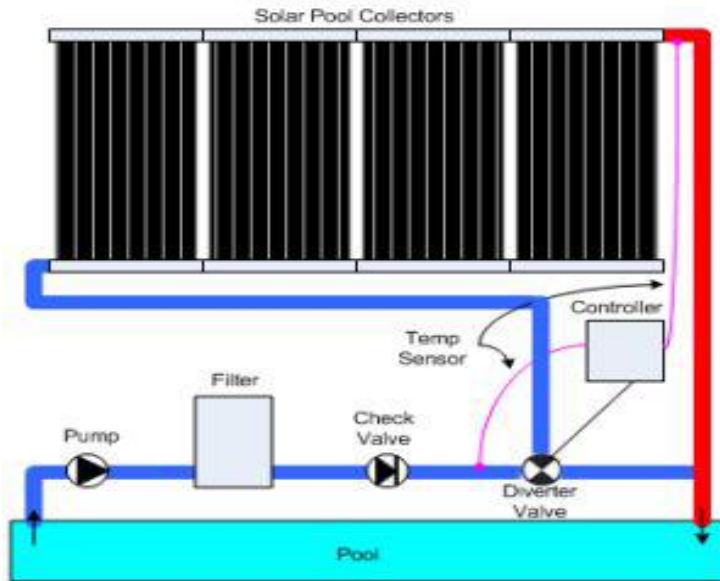 Solar Pool Collectors
Controller
Temp
Sensor
Filter
Check
Valve
Pump
Diverter
Valve
Pool